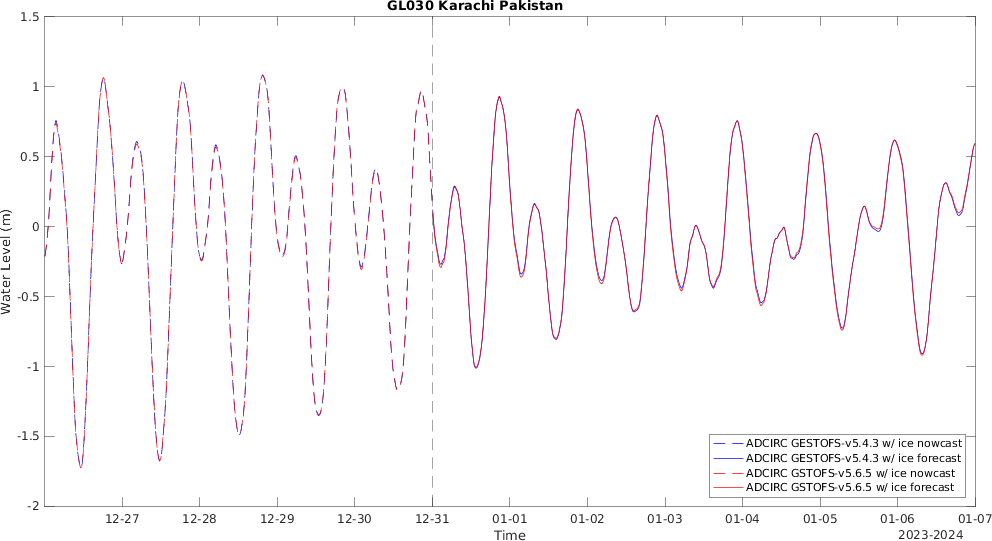 GL030 Karachi Pakistan
1.5
1
0.5
0
-0.5
-1
-1.5
-2
Water Level (m)
12-27 12-28 12-29 12-30 12-31 01-01 01-02 01-03 01-04 01-05 01-06 01-07
Time
2023-2024
ADCIRC GESTOFS-v5.4.3 w/ ice nowcast
ADCIRC GESTOFS-v5.4.3 w/ ice forecast
ADCIRC GSTOFS-v5.6.5 w/ ice nowcast
ADCIRC GSTOFS-v5.6.5 w/ ice forecast